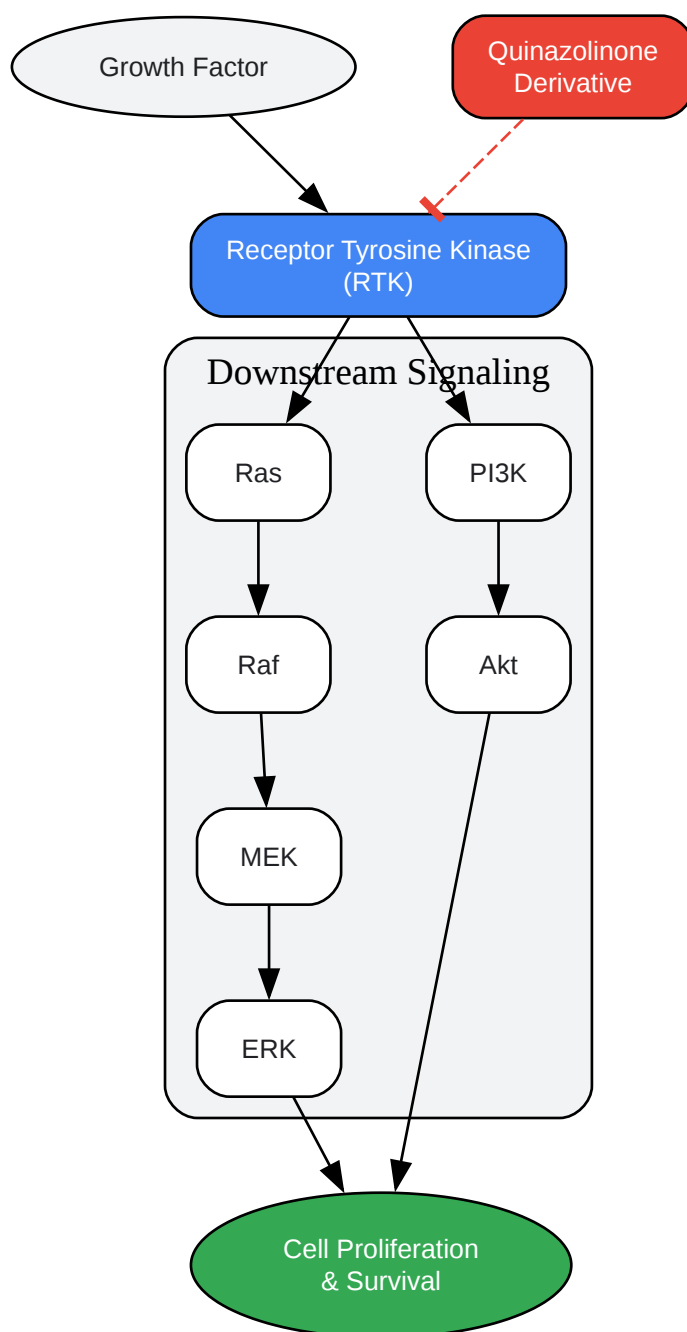 Growth Factor
Quinazolinone
Derivative
Receptor Tyrosine Kinase
(RTK)
Downstream Signaling
Ras
PI3K
Raf
Akt
MEK
ERK
Cell Proliferation
& Survival